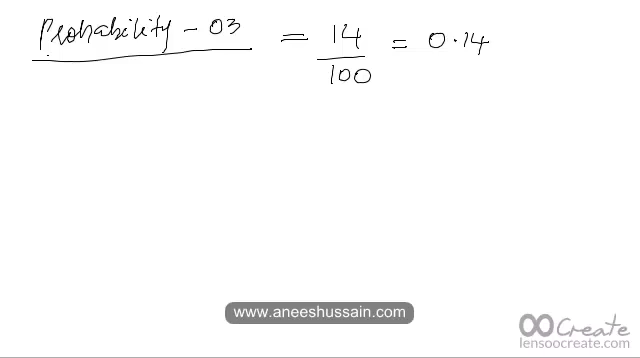 Probability - 03 = 14/100 = 0.14
www.aneeshussain.com
Create
lensoocreate.com